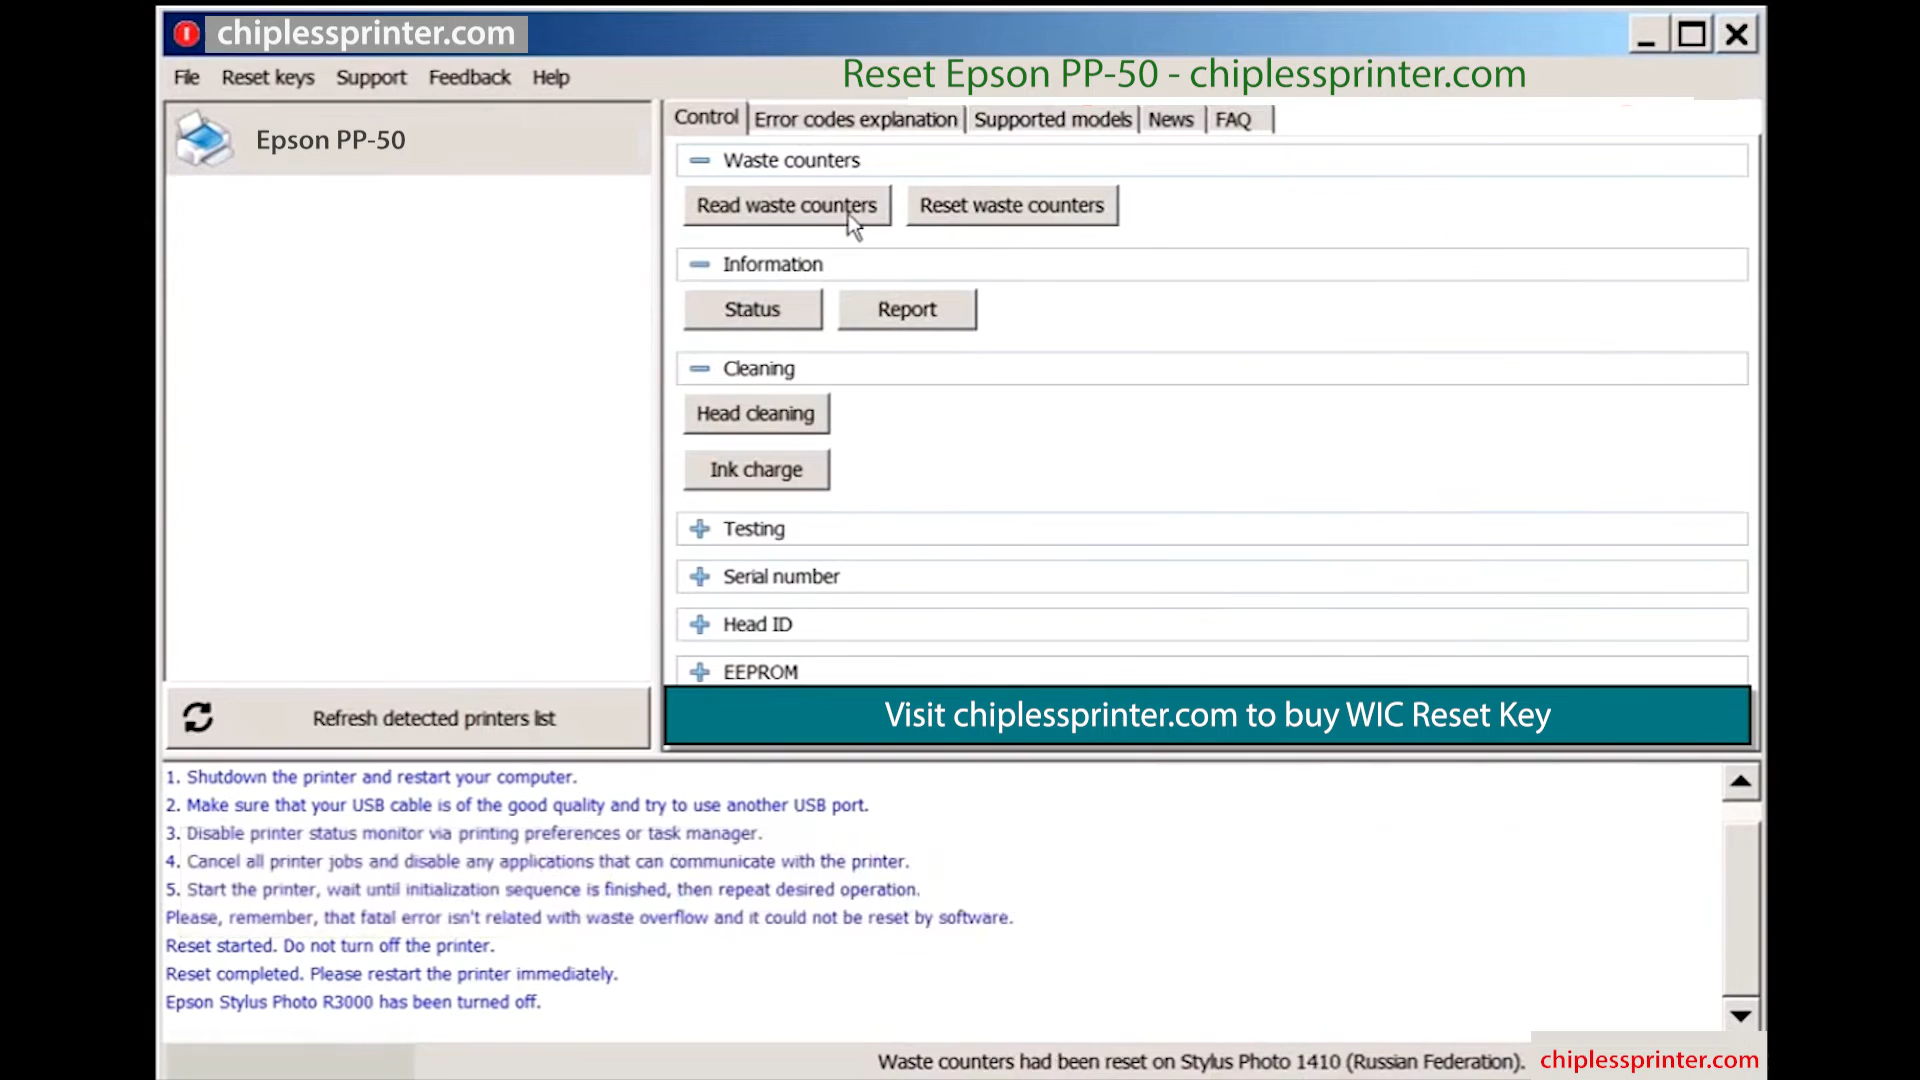 chiplessprinter.com
File Reset keys Support Feedback Help
Reset Epson PP-50 - chiplessprinter.com
Epson PP-50
Control Error codes explanation Supported models News FAQ
Waste counters
Read waste counters Reset waste counters
Information
Status Report
Cleaning
Head cleaning
Ink charge
Testing
Serial number
Head ID
EEPROM
Refresh detected printers list
Visit chiplessprinter.com to buy WIC Reset Key
1. Shutdown the printer and restart your computer.
2. Make sure that your USB cable is of the good quality and try to use another USB port.
3. Disable printer status monitor via printing preferences or task manager.
4. Cancel all printer jobs and disable any applications that can communicate with the printer.
5. Start the printer, wait until initialization sequence is finished, then repeat desired operation.
Please, remember, that fatal error isn't related with waste overflow and it could not be reset by software.
Reset started. Do not turn off the printer.
Reset completed. Please restart the printer immediately.
Epson Stylus Photo R3000 has been turned off.
Waste counters had been reset on Stylus Photo 1410 (Russian Federation).
chiplessprinter.com